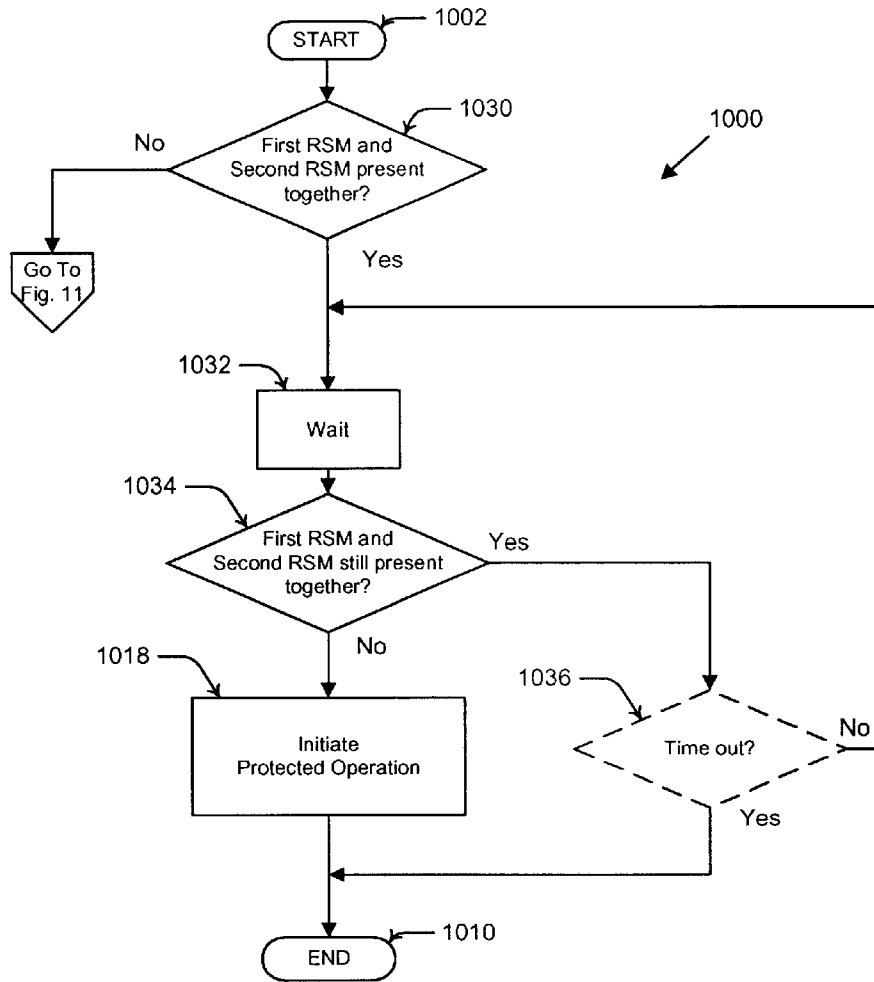 1002
START
1030
1000
No
First RSM and
Second RSM present
together?
Go To
Fig. 11
Yes
1032
Wait
1034
First RSM and
Second RSM still present
together?
Yes
No
1018
1036
Initiate
Protected Operation
Time out?
No
Yes
1010
END